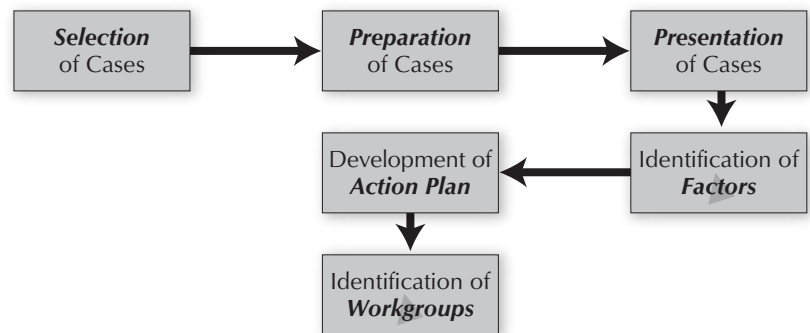 Selection
of Cases
Preparation
of Cases
Presentation
of Cases
Identification of
Factors
Development of
Action Plan
Identification of
Workgroups